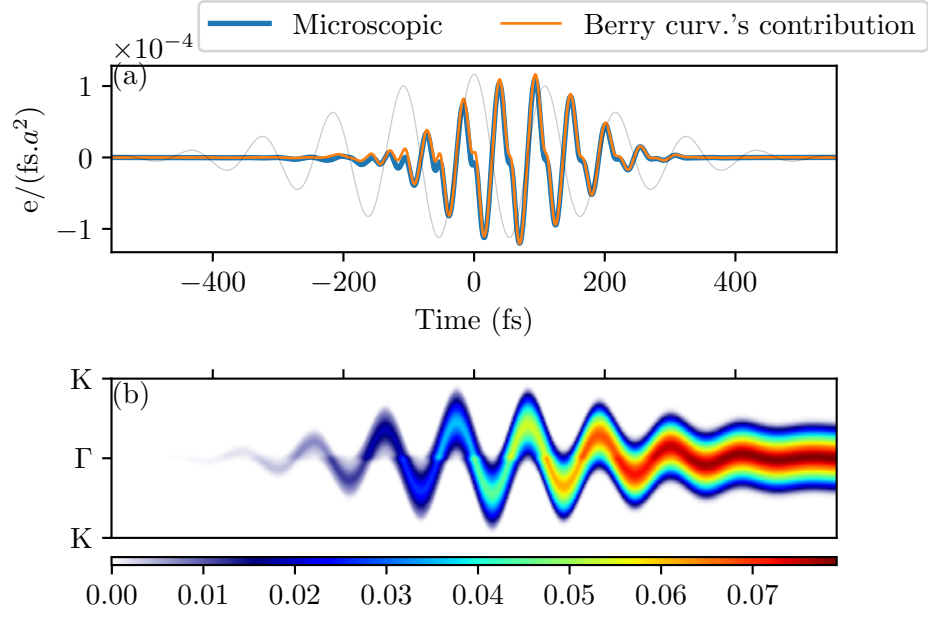 Microscopic
Berry curv.'s contribution
×10⁻⁴
(a)
1
0
−1
e/(fs.a²)
−400
−200
0
200
400
Time (fs)
(b)
K
Γ
K
0.00
0.01
0.02
0.03
0.04
0.05
0.06
0.07